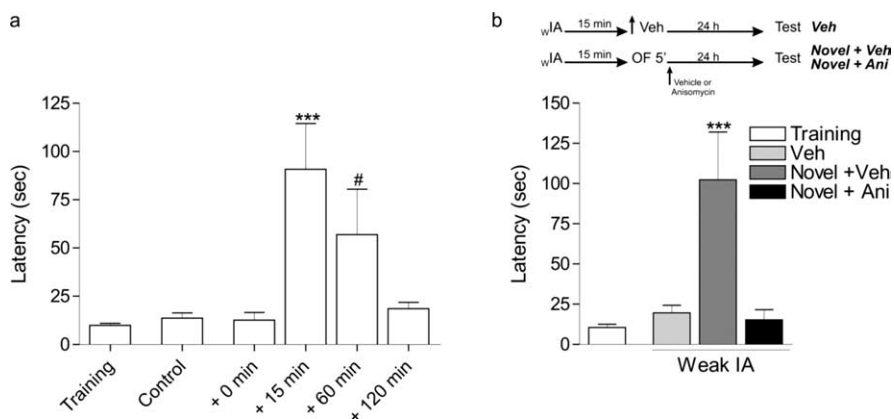 a
Latency (sec)
125
100
75
50
25
0
***
#
Training
Control
+ 0 min
+ 15 min
+ 60 min
+ 120 min
b
wIA 15 min Veh 24 h Test Veh
wIA 15 min OF 5' 24 h Test Novel + Veh
Novel + Ani
Vehicle or
Anisomycin
Latency (sec)
150
125
100
75
50
25
0
***
Training
Veh
Novel +Veh
Novel + Ani
Weak IA